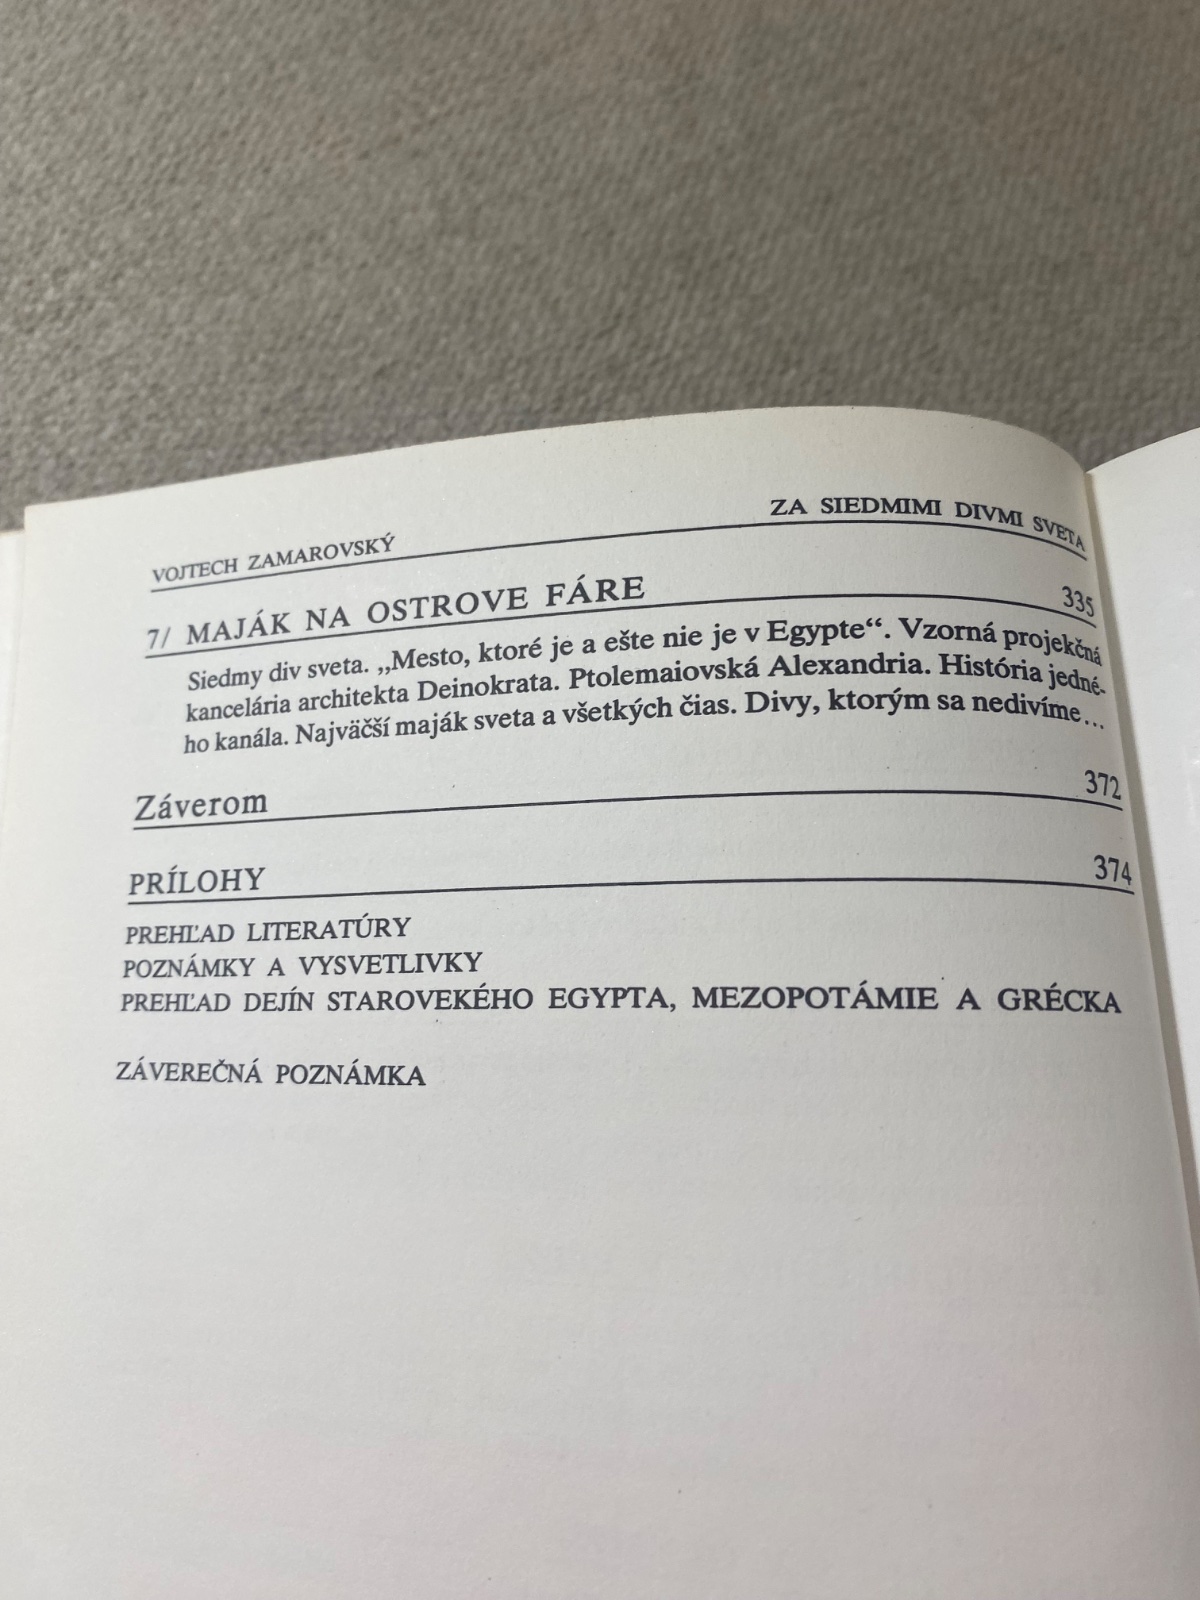 VOJTECH ZAMAROVSKÝ ZA SIEDMIMI DIVMI SVETA
7/ MAJÁK NA OSTROVE FÁRE 335
Siedmy div sveta. „Mesto, ktoré je a ešte nie je v Egypte“. Vzorná projekčná
kancelária architekta Deinokrata. Ptolemaiovská Alexandria. História jedné-
ho kanála. Najväčší maják sveta a všetkých čias. Divy, ktorým sa nedivíme...
Záverom 372
PRÍLOHY 374
PREHĽAD LITERATÚRY
POZNÁMKY A VYSVETLIVKY
PREHĽAD DEJÍN STAROVEKÉHO EGYPTA, MEZOPOTÁMIE A GRÉCKA
ZÁVEREČNÁ POZNÁMKA